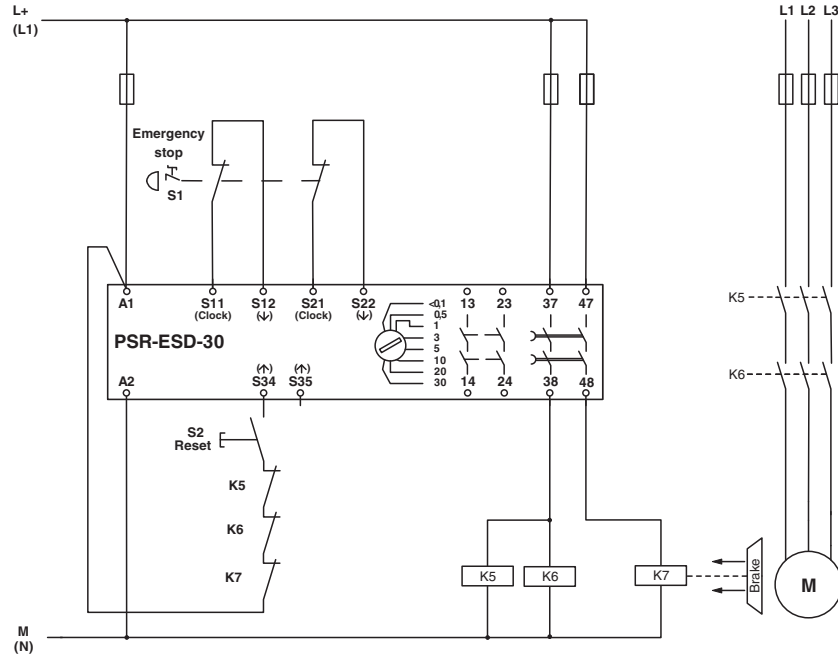 L+
(L1)
L1 L2 L3
Emergency
stop
S1
A1
S11
(Clock)
S12
(↓)
S21
(Clock)
S22
(↓)
<0,1
0,5
1
3
5
10
20
30
13
23
37
47
PSR-ESD-30
A2
(↑)
S34
(↑)
S35
14
24
38
48
K5
K6
S2
Reset
K5
K6
K7
K5
K6
K7
Brake
M
M
(N)